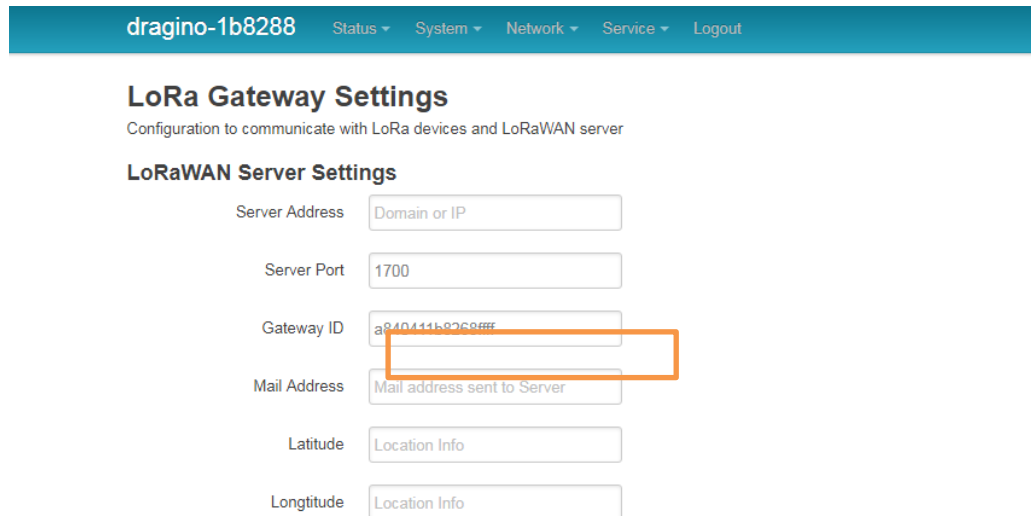 dragino-1b8288 Status System Network Service Logout
LoRa Gateway Settings
Configuration to communicate with LoRa devices and LoRaWAN server
LoRaWAN Server Settings
Server Address Domain or IP
Server Port 1700
Gateway ID a840411b8268ffff
Mail Address Mail address sent to Server
Latitude Location Info
Longtitude Location Info